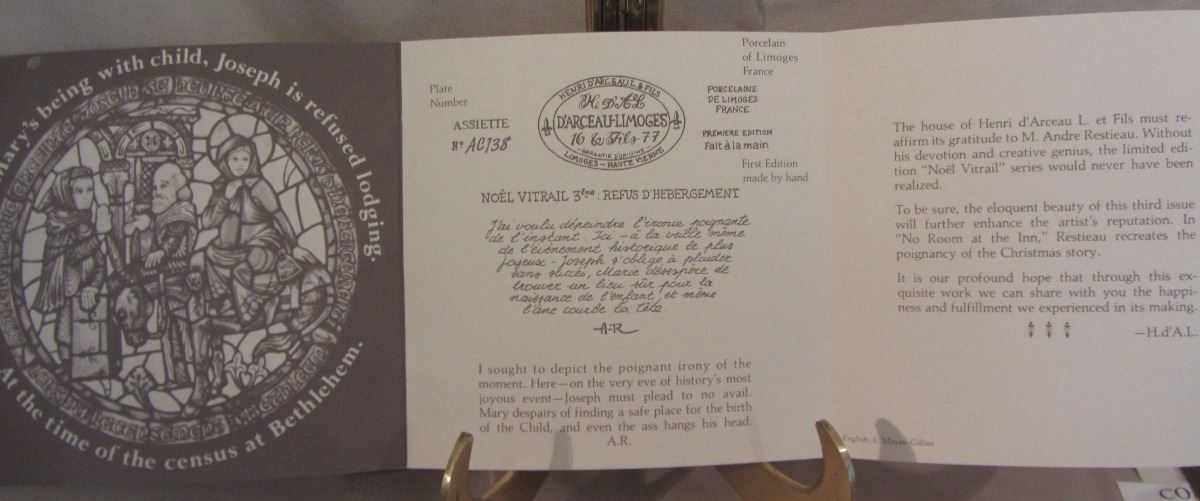 Mary's being with child, Joseph is refused lodging.
At the time of the census at Bethlehem.
Plate
Number
ASSIETTE
Nº AC138
HENRI D'ARCEAU L. & FILS
H. D'A.L.
D'ARCEAU-LIMOGES
16 & Fils 77
GARANTIE D'ORIGINE
LIMOGES - HAUTE VIENNE
Porcelain
of Limoges
France
PORCELAINE
DE LIMOGES
FRANCE
PREMIERE EDITION
Fait à la main
First Edition
made by hand
NOËL VITRAIL 3ème : REFUS D'HEBERGEMENT
J'ai voulu dépeindre l'ironie poignante
de l'instant. Ici - à la veille même
de l'événement historique le plus
joyeux - Joseph s'oblige à plaider
sans succès, Marie désespère de
trouver un lieu sûr pour la
naissance de l'enfant, et même
l'âne courbe la tête.
A-R
I sought to depict the poignant irony of the
moment. Here—on the very eve of history's most
joyous event—Joseph must plead to no avail.
Mary despairs of finding a safe place for the birth
of the Child, and even the ass hangs his head.
A.R.
The house of Henri d'Arceau L. et Fils must re-
affirm its gratitude to M. Andre Restieau. Without
his devotion and creative genius, the limited edi-
tion "Noël Vitrail" series would never have been
realized.
To be sure, the eloquent beauty of this third issue
will further enhance the artist's reputation. In
"No Room at the Inn," Restieau recreates the
poignancy of the Christmas story.
It is our profound hope that through this ex-
quisite work we can share with you the happi-
ness and fulfillment we experienced in its making.
—H.d'A.L.
English: E. Mayer-Gillies
CO